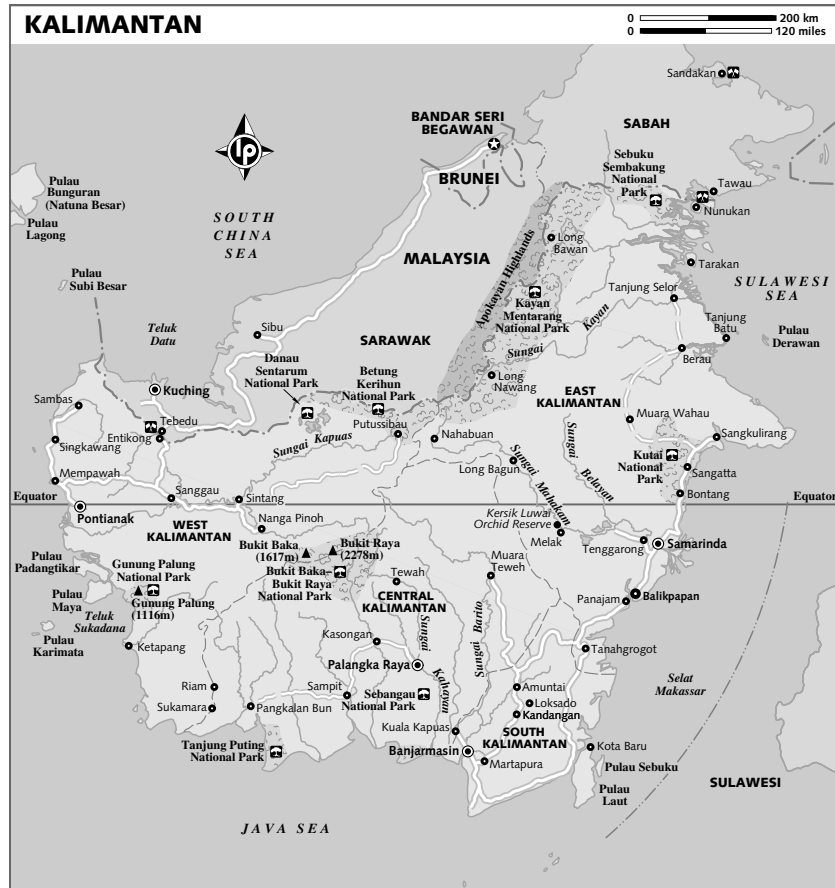 KALIMANTAN
0 200 km
0 120 miles
Sandakan
BANDAR SERI
BEGAWAN
SABAH
lp
BRUNEI
Sebuku
Sembakung
National
Park
Tawau
Nunukan
Pulau
Bunguran
(Natuna Besar)
Pulau
Lagong
SOUTH
CHINA
SEA
Long
Bawan
MALAYSIA
Apokayan Highlands
Tarakan
SULAWESI
SEA
Pulau
Subi Besar
Kayan
Mentarang
National Park
Tanjung Selor
Sungai Kayan
Tanjung
Batu
Pulau
Derawan
Teluk
Datu
Sibu
SARAWAK
Berau
Danau
Sentarum
National Park
Betung
Kerihun
National Park
Long
Nawang
EAST
KALIMANTAN
Kuching
Sambas
Tebedu
Entikong
Singkawang
Putussibau
Nahabuan
Muara Wahau
Sangkulirang
Sungai Kapuas
Long Bagun
Sungai Mahakam
Sungai Belayan
Kutai
National
Park
Sangatta
Mempawah
Sanggau
Sintang
Bontang
Equator
Equator
Pontianak
Nanga Pinoh
Kersik Luwai
Orchid Reserve
Melak
WEST
KALIMANTAN
Bukit Baka
(1617m)
Bukit Raya
(2278m)
Tenggarong
Samarinda
Pulau
Padangtikar
Gunung Palung
National Park
Bukit Baka–
Bukit Raya
National Park
Muara
Teweh
Tewah
Pulau
Maya
Gunung Palung
(1116m)
CENTRAL
KALIMANTAN
Panajam
Balikpapan
Teluk
Sukadana
Pulau
Karimata
Ketapang
Kasongan
Sungai Kahayan
Sungai Barito
Tanahgrogot
Palangka Raya
Riam
Sukamara
Pangkalan Bun
Sampit
Sebangau
National Park
Amuntai
Loksado
Kandangan
Selat
Makassar
Kuala Kapuas
SOUTH
KALIMANTAN
Tanjung Puting
National Park
Banjarmasin
Martapura
Kota Baru
Pulau Sebuku
Pulau
Laut
SULAWESI
JAVA SEA